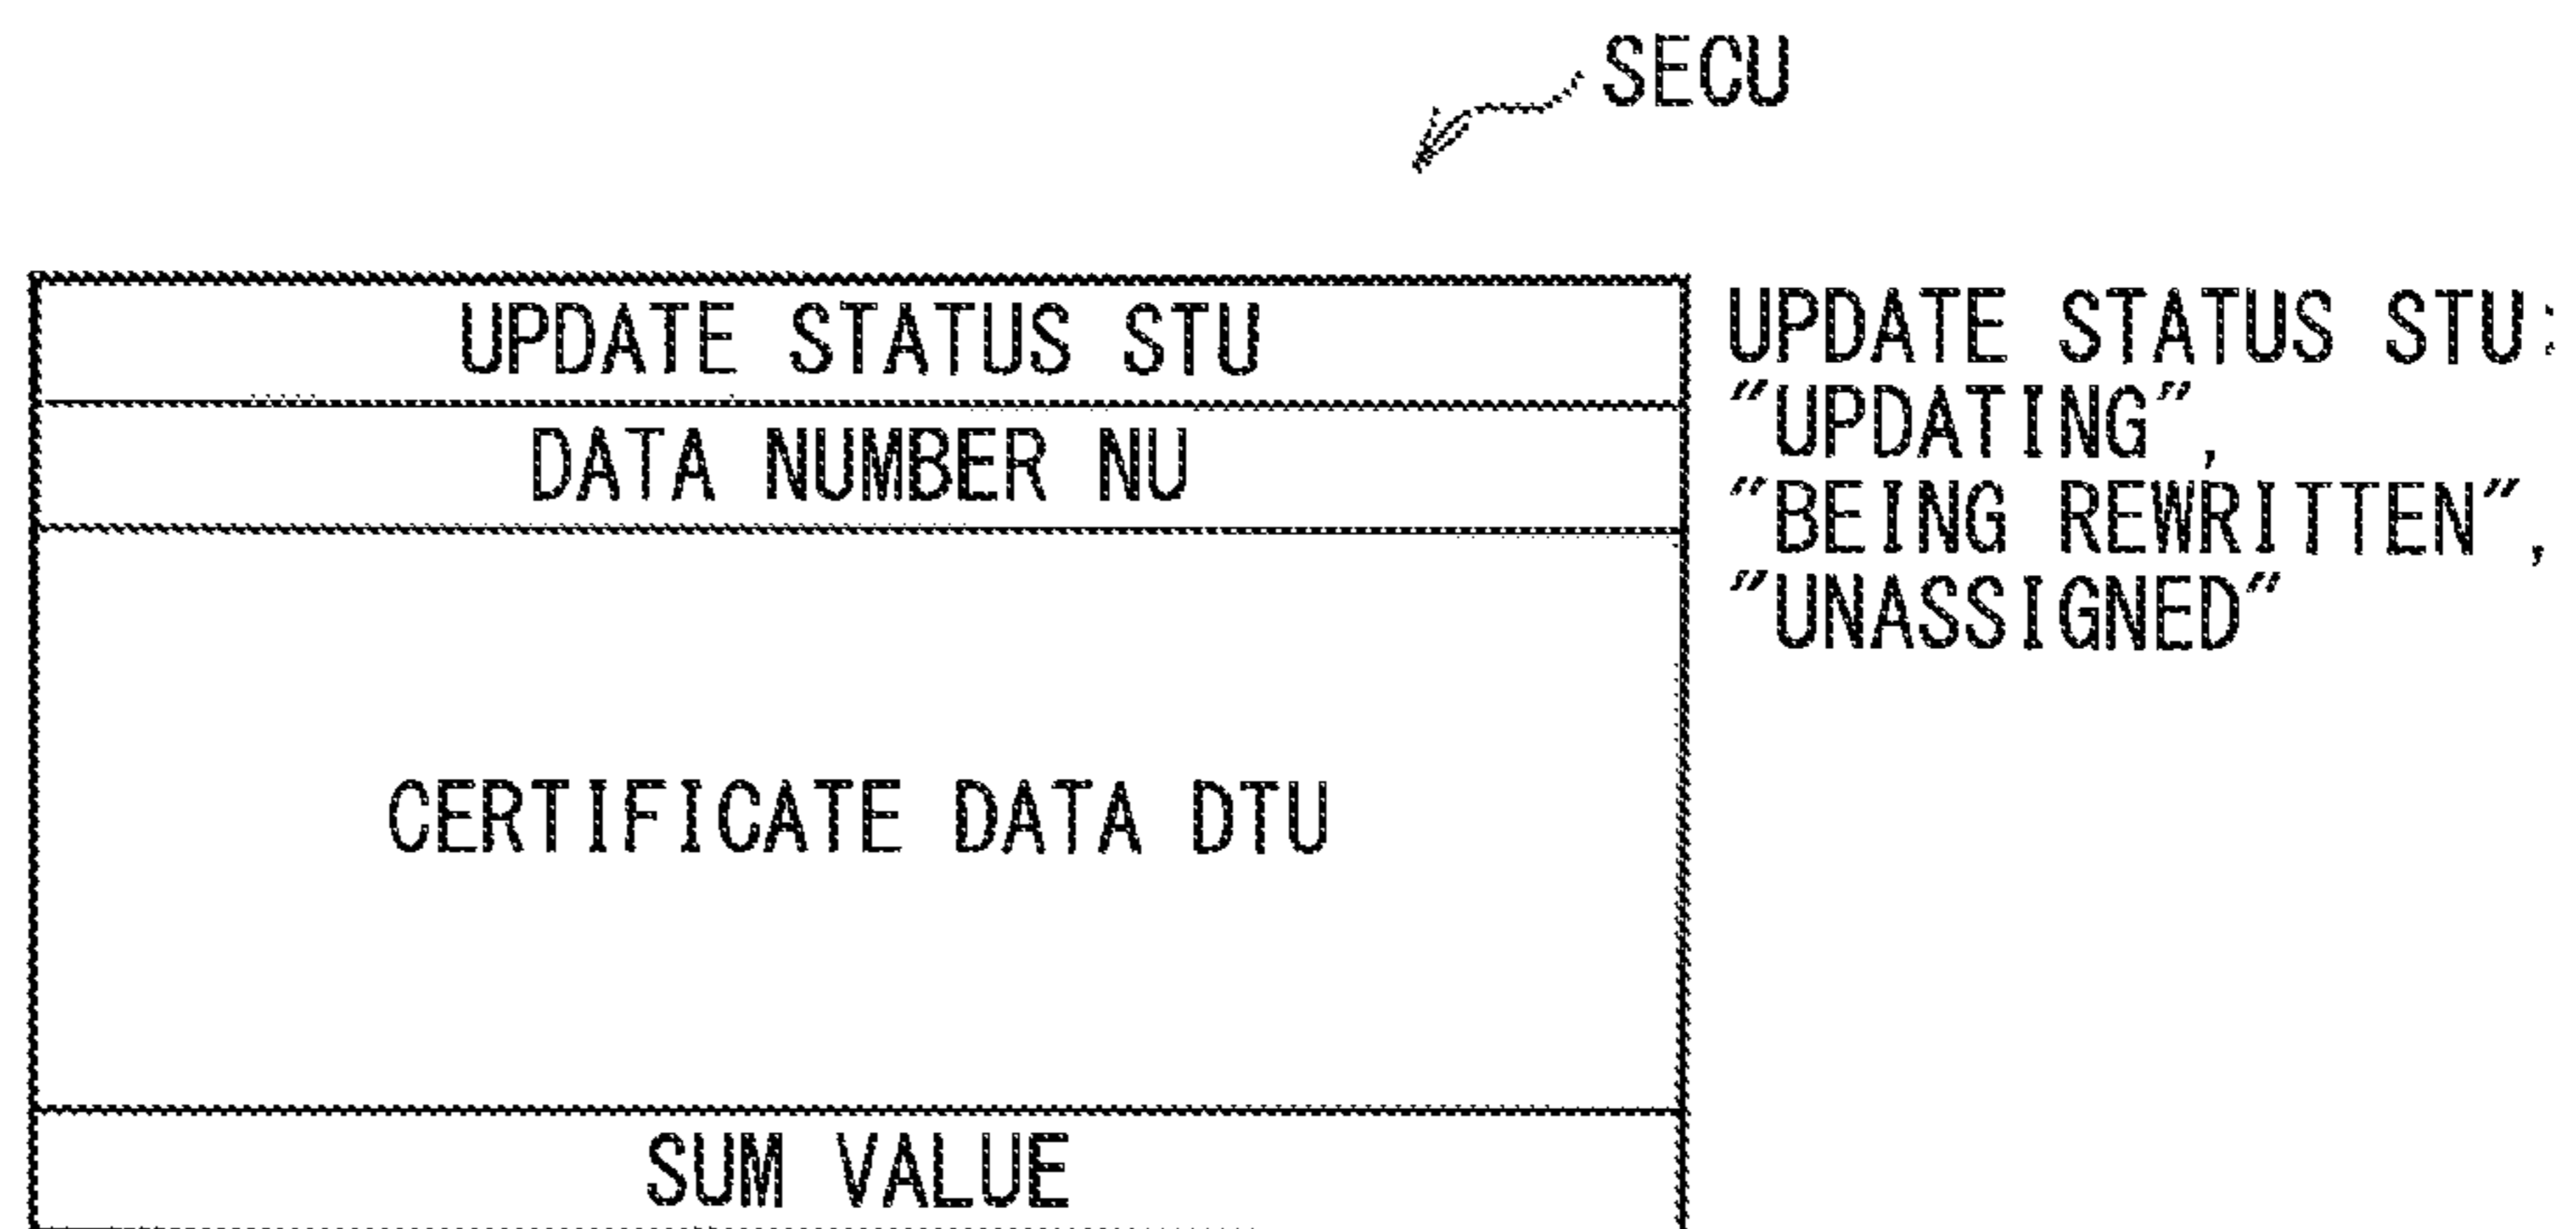 SECU
UPDATE STATUS STU
DATA NUMBER NU
CERTIFICATE DATA DTU
SUM VALUE
UPDATE STATUS STU:
"UPDATING",
"BEING REWRITTEN",
"UNASSIGNED"